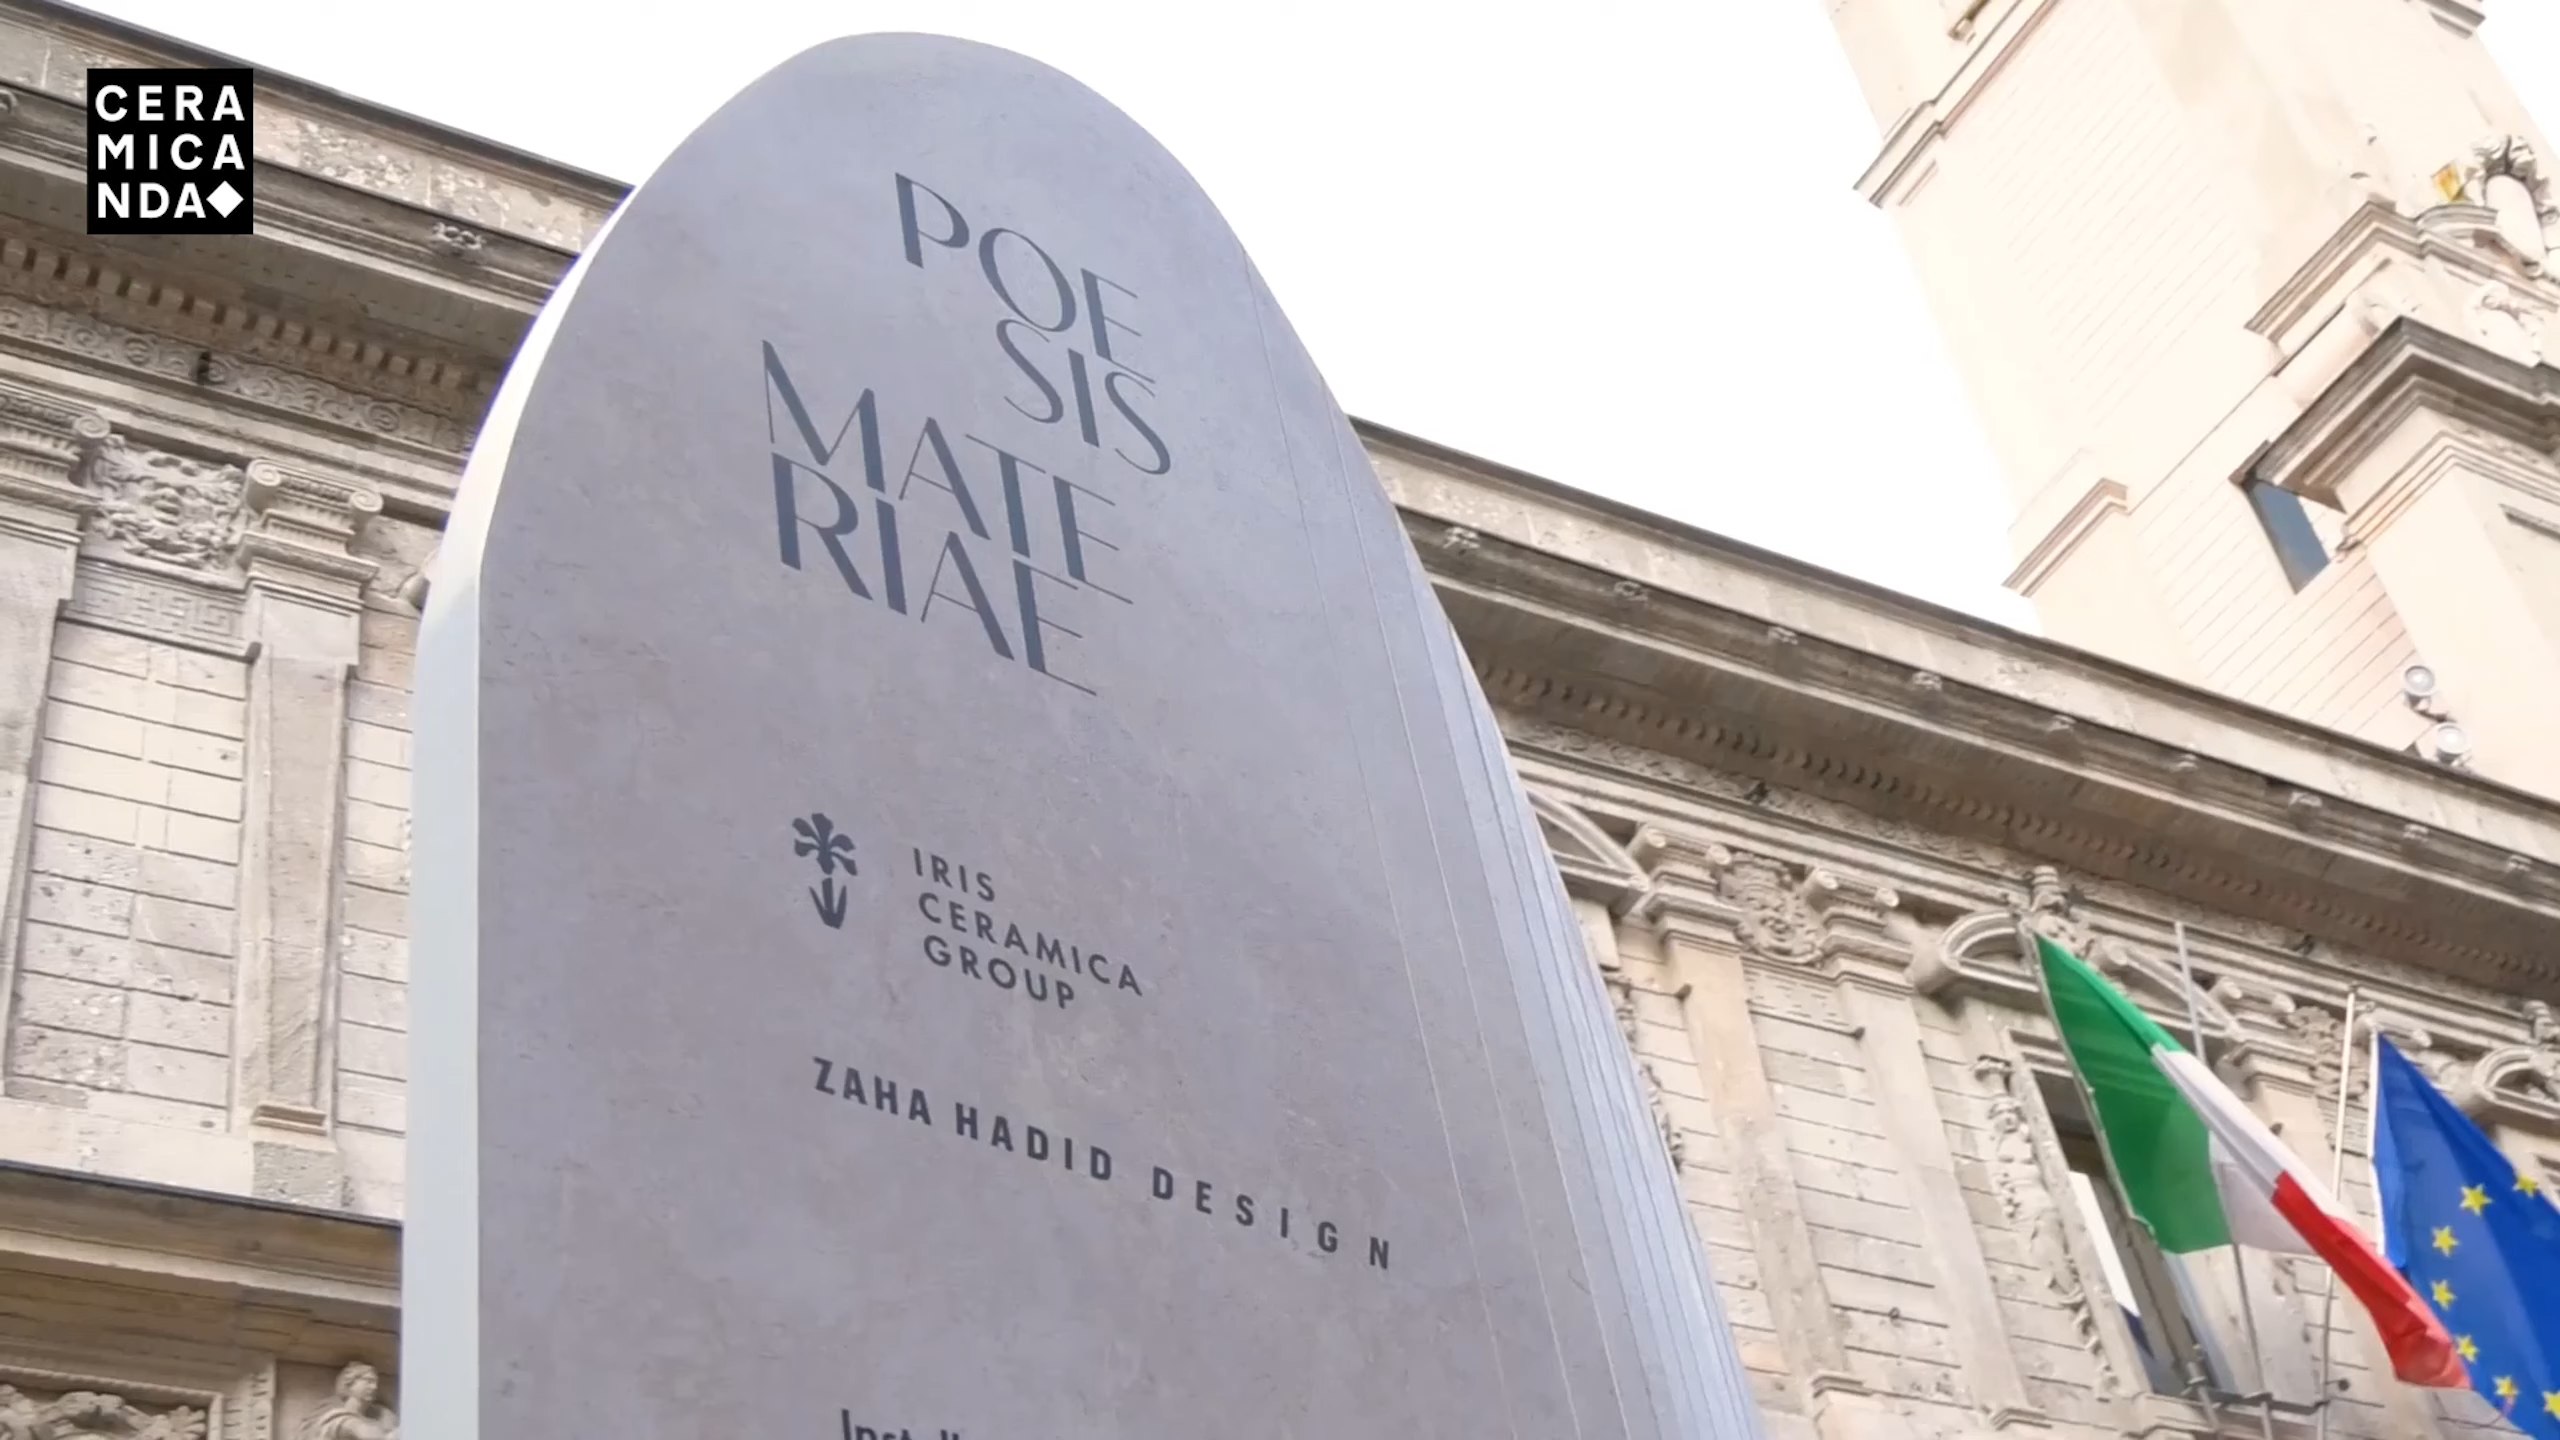 CERA
MICA
NDA
POE
SIS
MATE
RIAE
IRIS
CERAMICA
GROUP
ZAHA HADID DESIGN